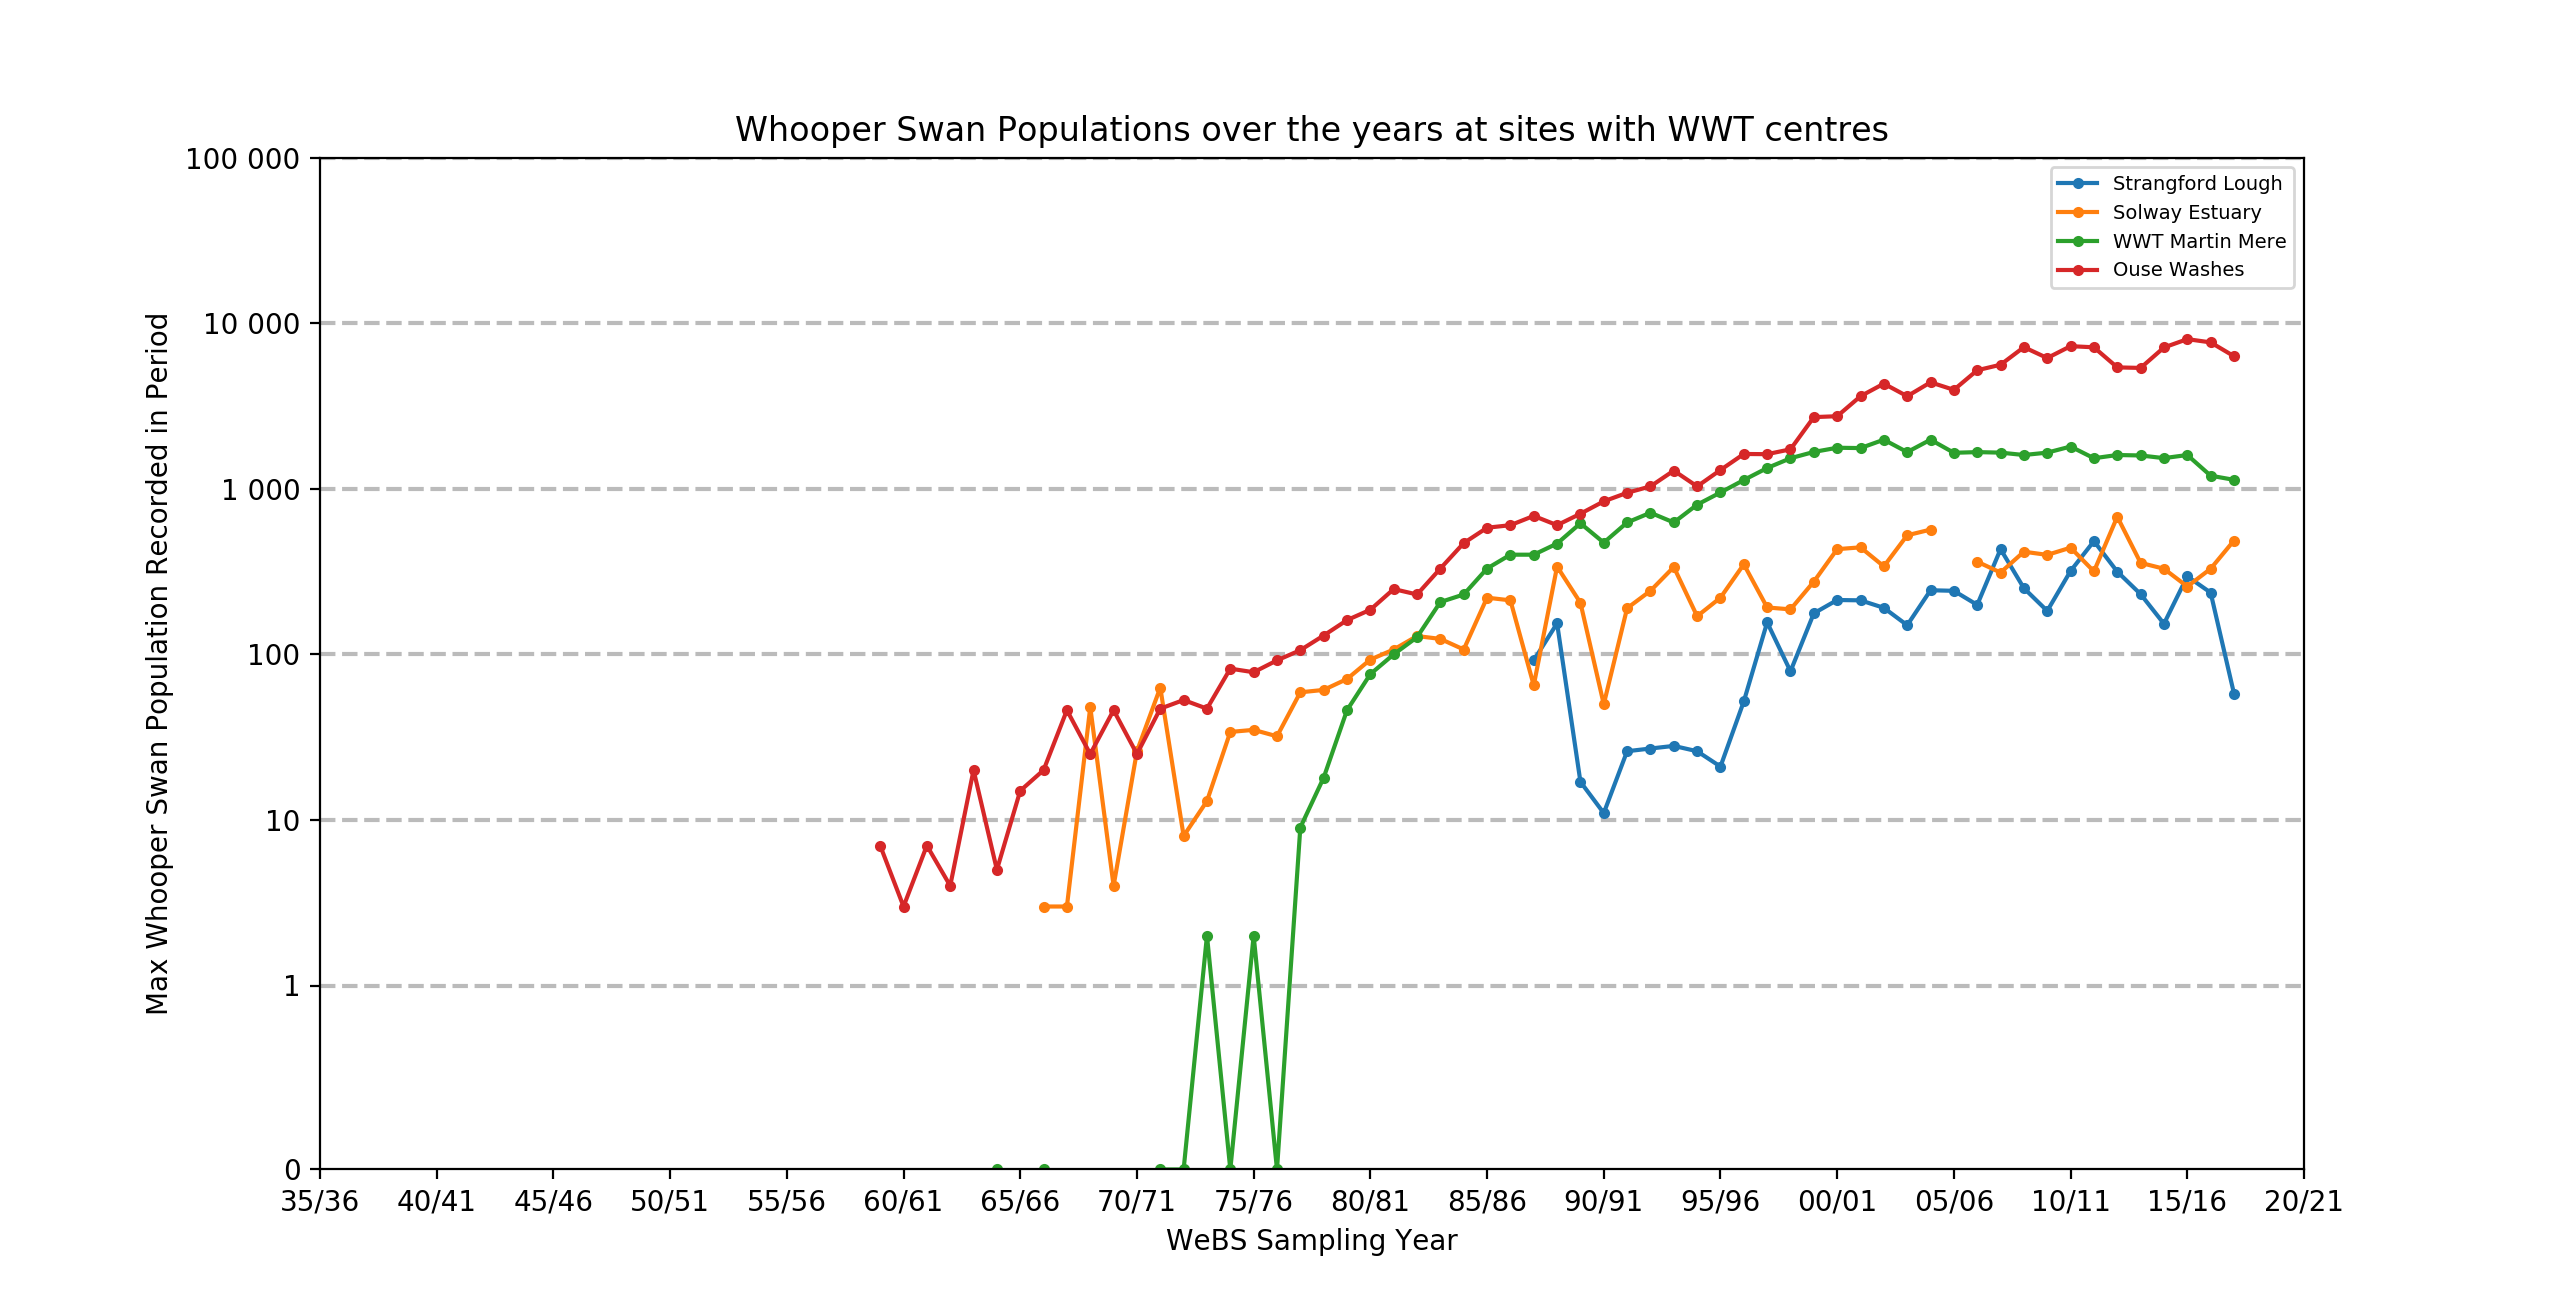 Whooper Swan Populations over the years at sites with WWT centres
100 000
10 000
1 000
100
10
1
0
Max Whooper Swan Population Recorded in Period
Strangford Lough
Solway Estuary
WWT Martin Mere
Ouse Washes
35/36 40/41 45/46 50/51 55/56 60/61 65/66 70/71 75/76 80/81 85/86 90/91 95/96 00/01 05/06 10/11 15/16 20/21
WeBS Sampling Year